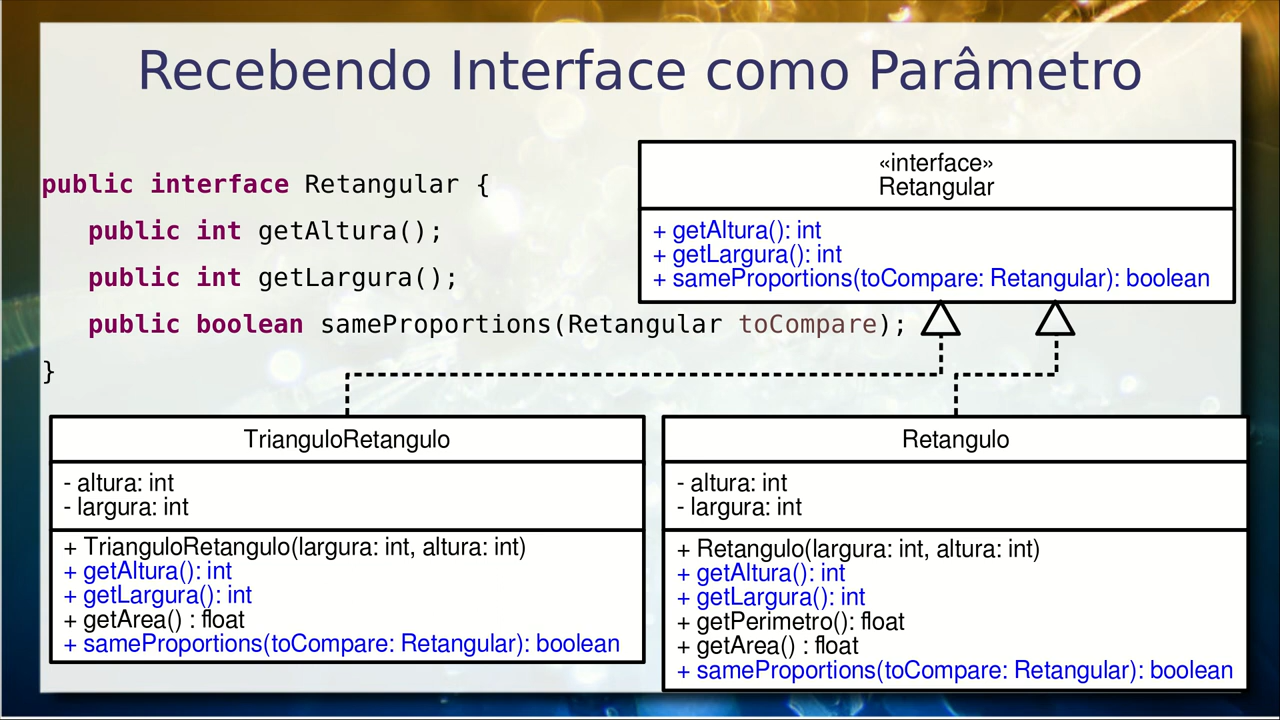 Recebendo Interface como Parâmetro
public interface Retangular {
public int getAltura();
public int getLargura();
public boolean sameProportions(Retangular toCompare);
}
«interface»
Retangular
+ getAltura(): int
+ getLargura(): int
+ sameProportions(toCompare: Retangular): boolean
TrianguloRetangulo
- altura: int
- largura: int
+ TrianguloRetangulo(largura: int, altura: int)
+ getAltura(): int
+ getLargura(): int
+ getArea() : float
+ sameProportions(toCompare: Retangular): boolean
Retangulo
- altura: int
- largura: int
+ Retangulo(largura: int, altura: int)
+ getAltura(): int
+ getLargura(): int
+ getPerimetro(): float
+ getArea() : float
+ sameProportions(toCompare: Retangular): boolean